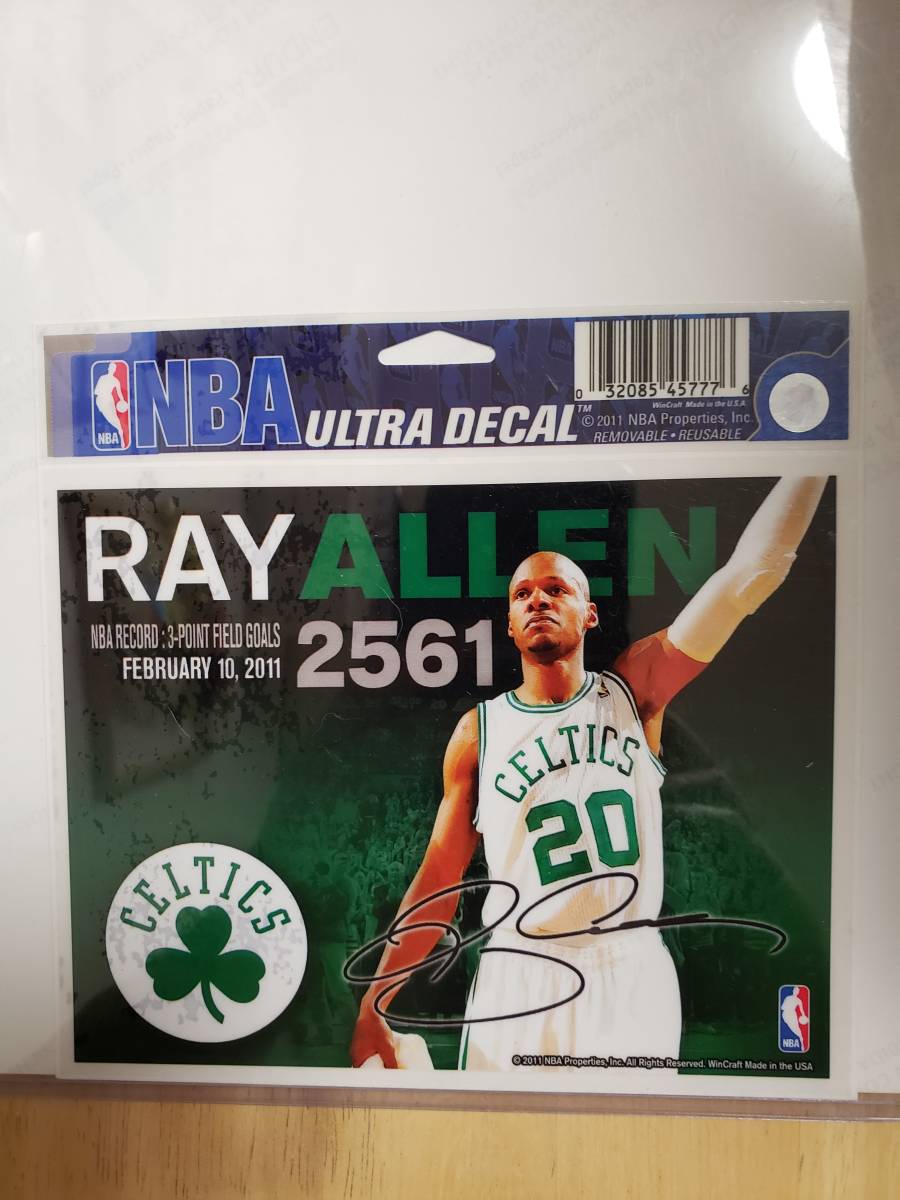 NBA
NBA ULTRA DECAL™
0 32085 45777 6
WinCraft Made in the U.S.A.
© 2011 NBA Properties, Inc.
REMOVABLE • REUSABLE
RAY ALLEN
NBA RECORD : 3-POINT FIELD GOALS
FEBRUARY 10, 2011
2561
CELTICS
20
CELTICS
NBA
© 2011 NBA Properties, Inc. All Rights Reserved. WinCraft Made in the USA